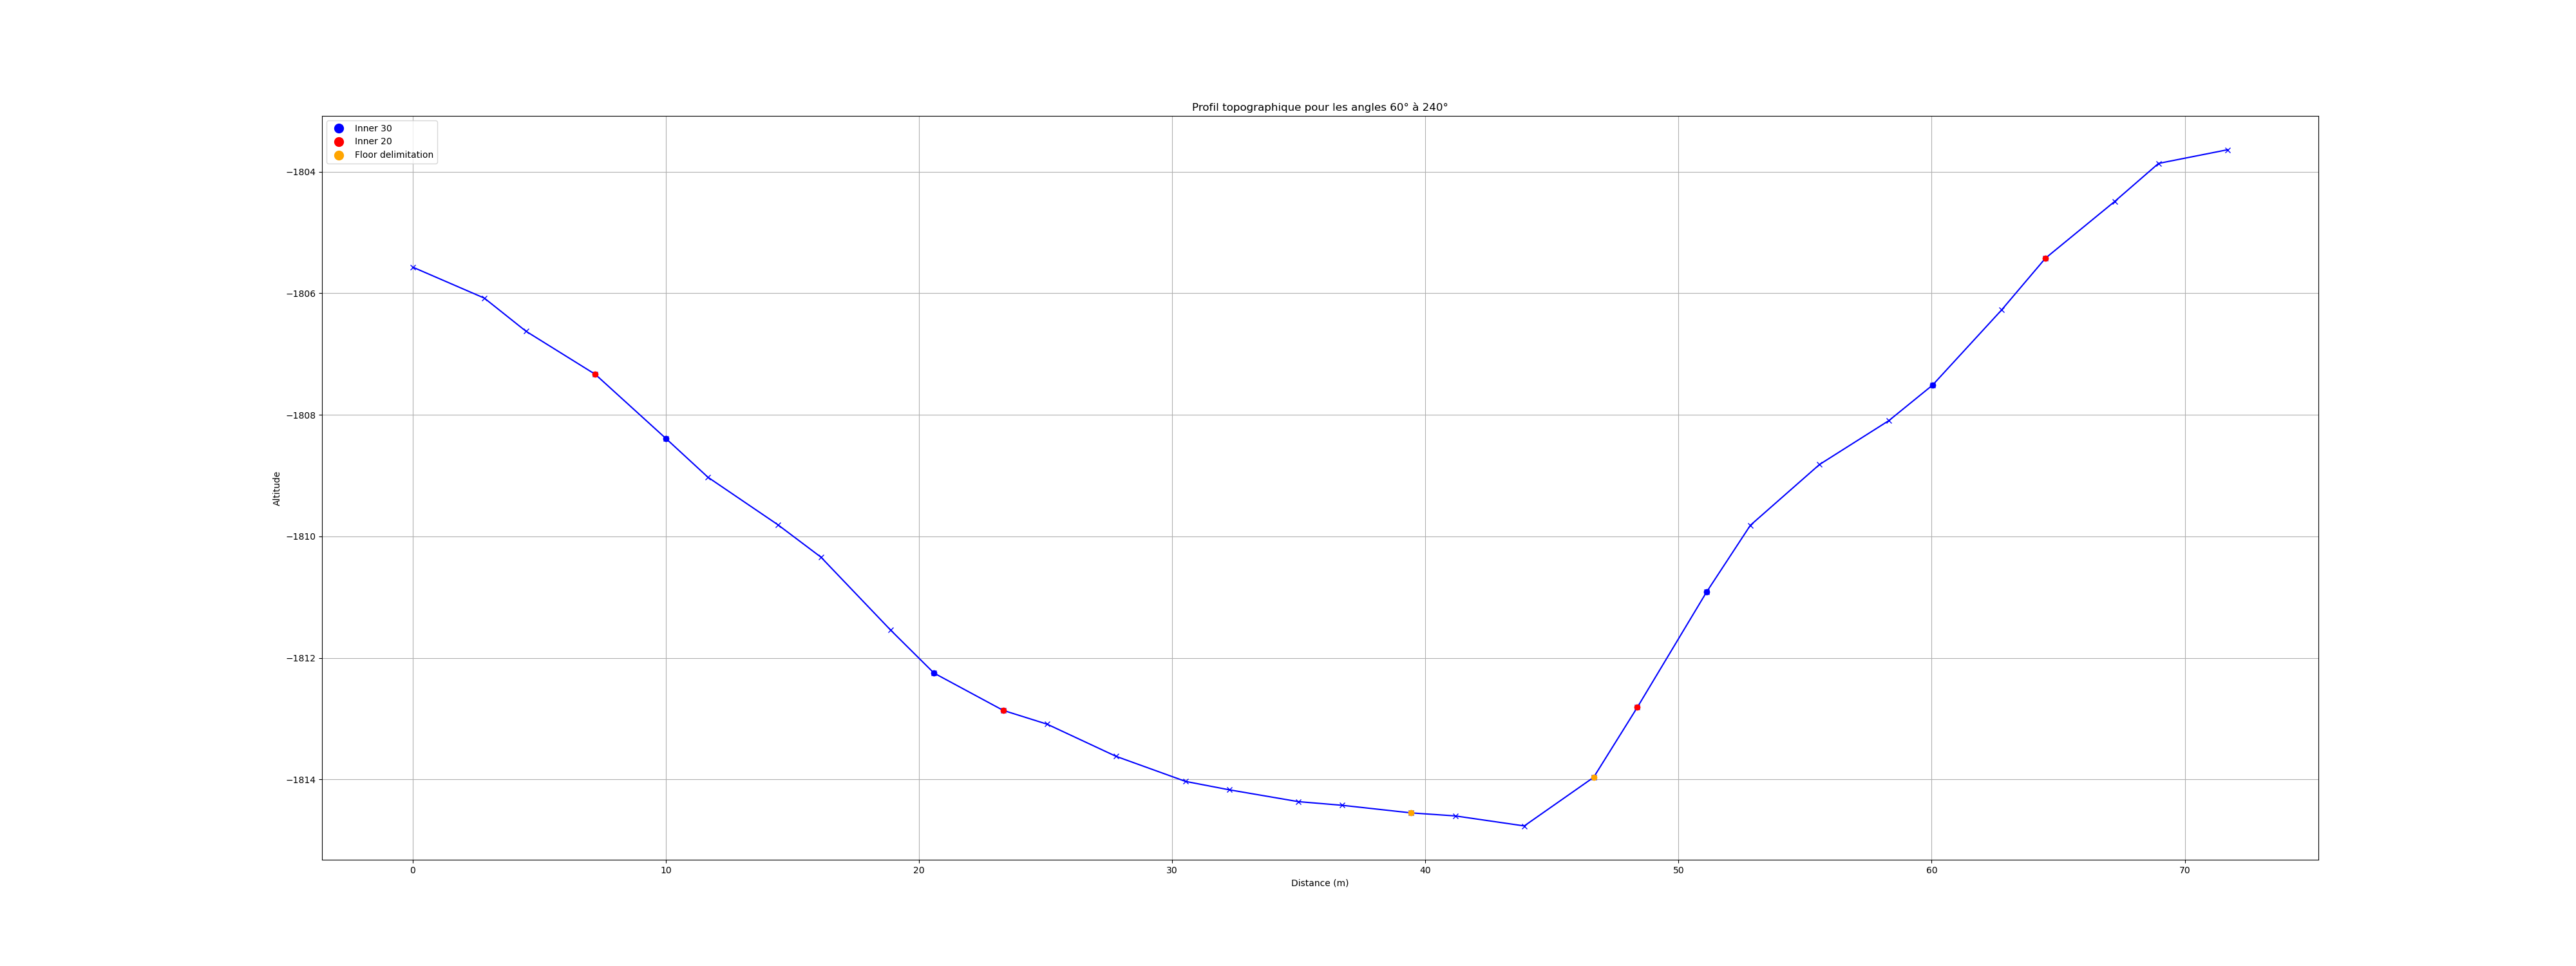 Profil topographique pour les angles 60° à 240°
Inner 30
Inner 20
Floor delimitation
−1804
−1806
−1808
−1810
−1812
−1814
Altitude
0 10 20 30 40 50 60 70
Distance (m)